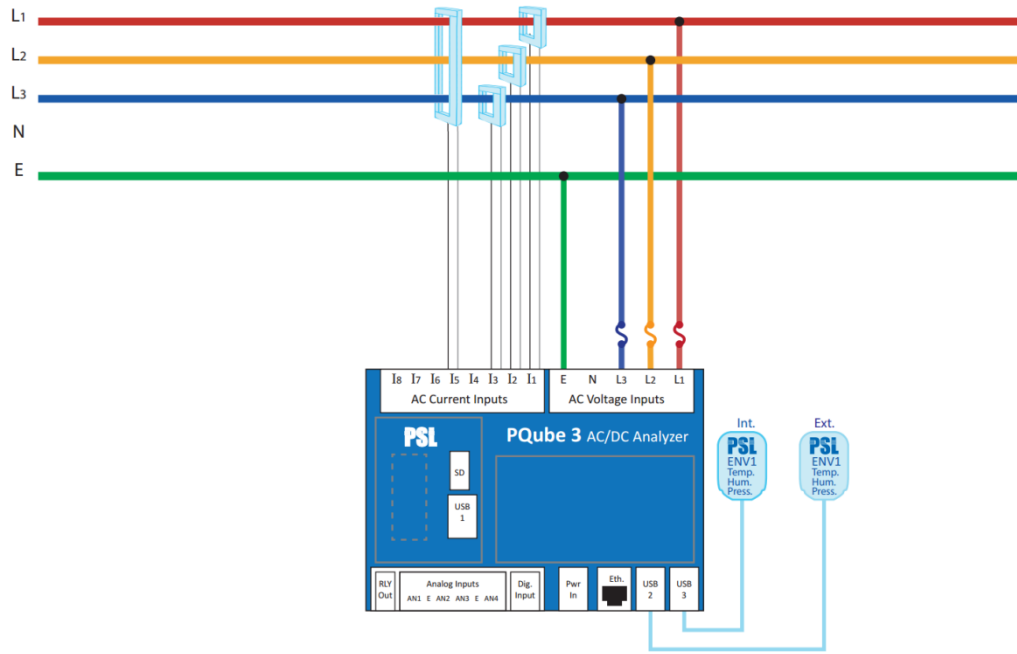 L1
L2
L3
N
E
I8 I7 I6 I5 I4 I3 I2 I1
AC Current Inputs
E N L3 L2 L1
AC Voltage Inputs
PSL
PQube 3 AC/DC Analyzer
SD
USB
1
Int.
PSL
ENV1
Temp.
Hum.
Press.
Ext.
PSL
ENV1
Temp.
Hum.
Press.
RLY
Out
Analog Inputs
AN1 E AN2 AN3 E AN4
Dig.
Input
Pwr
In
Eth.
USB
2
USB
3